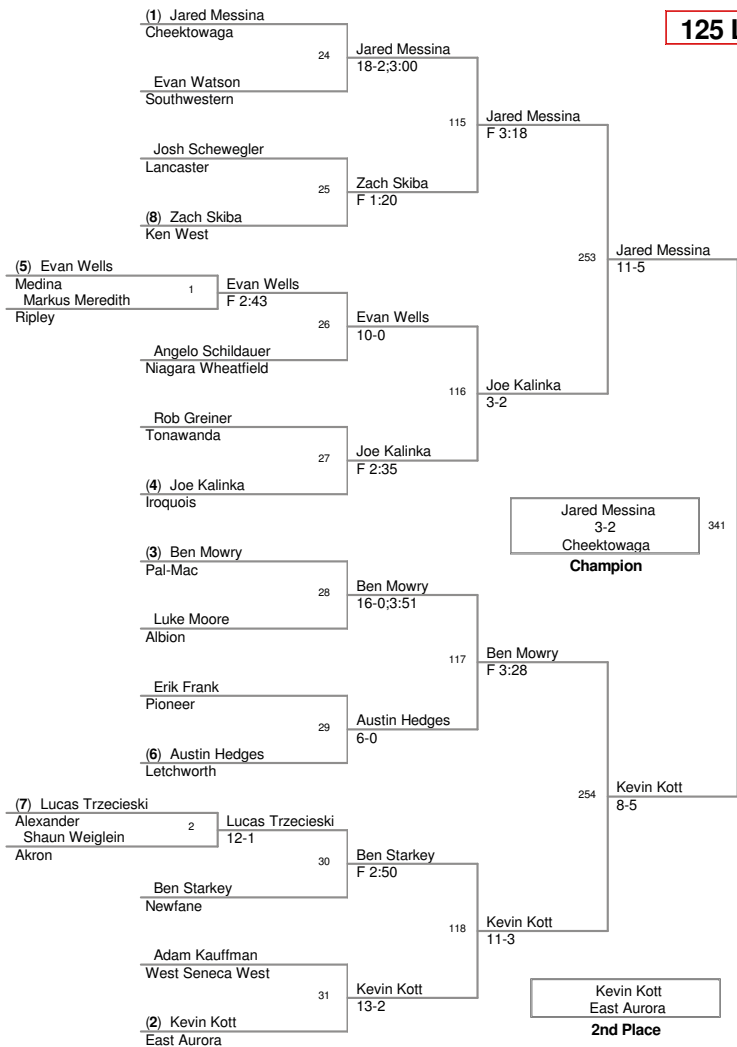 (1) Jared Messina
125 L
Cheektowaga
24
Jared Messina
18-2;3:00
Evan Watson
Southwestern
115
Jared Messina
F 3:18
Josh Schewegler
Lancaster
25
Zach Skiba
F 1:20
(8) Zach Skiba
Ken West
253
Jared Messina
11-5
(5) Evan Wells
Medina
1
Evan Wells
F 2:43
Markus Meredith
Ripley
26
Evan Wells
10-0
Angelo Schildauer
Niagara Wheatfield
116
Joe Kalinka
3-2
Rob Greiner
Tonawanda
27
Joe Kalinka
F 2:35
(4) Joe Kalinka
Iroquois
Jared Messina
3-2
Cheektowaga
341
Champion
(3) Ben Mowry
Pal-Mac
28
Ben Mowry
16-0;3:51
Luke Moore
Albion
117
Ben Mowry
F 3:28
Erik Frank
Pioneer
29
Austin Hedges
6-0
(6) Austin Hedges
Letchworth
254
Kevin Kott
8-5
(7) Lucas Trzecieski
Alexander
2
Lucas Trzecieski
12-1
Shaun Weiglein
Akron
30
Ben Starkey
F 2:50
Ben Starkey
Newfane
118
Kevin Kott
11-3
Adam Kauffman
West Seneca West
31
Kevin Kott
13-2
(2) Kevin Kott
East Aurora
Kevin Kott
East Aurora
2nd Place